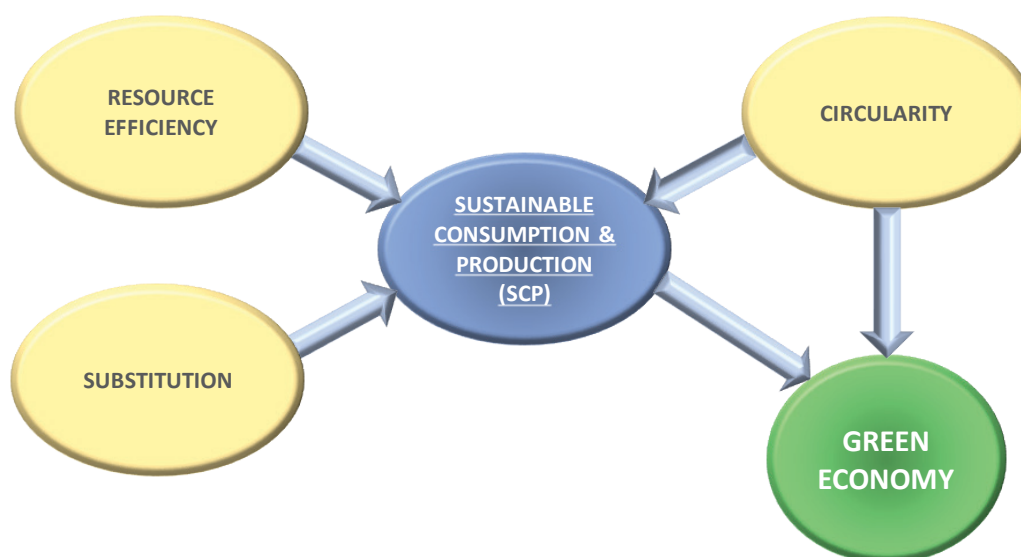 RESOURCE
EFFICIENCY
CIRCULARITY
SUSTAINABLE
CONSUMPTION &
PRODUCTION
(SCP)
SUBSTITUTION
GREEN
ECONOMY